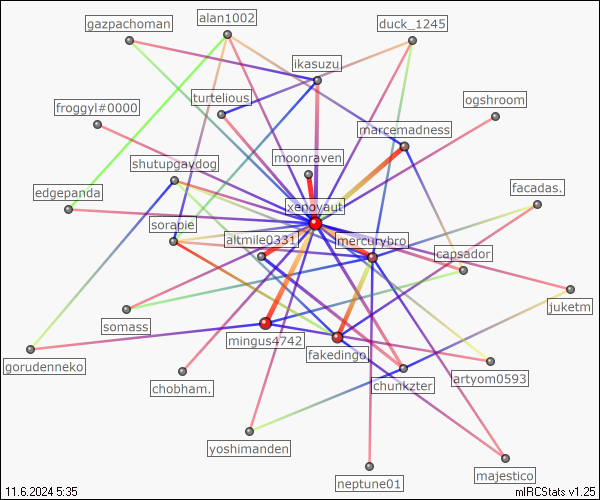 gazpachoman
alan1002
duck_1245
ikasuzu
turtelious
ogshroom
froggyl#0000
marcemadness
moonraven
shutupgaydog
edgepanda
facadas.
xenoyaut
sorapie
altmile0331
mercurybro
capsador
juketm
somass
mingus4742
fakedingo
gorudenneko
chobham.
chunkzter
artyom0593
yoshimanden
neptune01
majestico
11.6.2024 5:35
mIRCStats v1.25